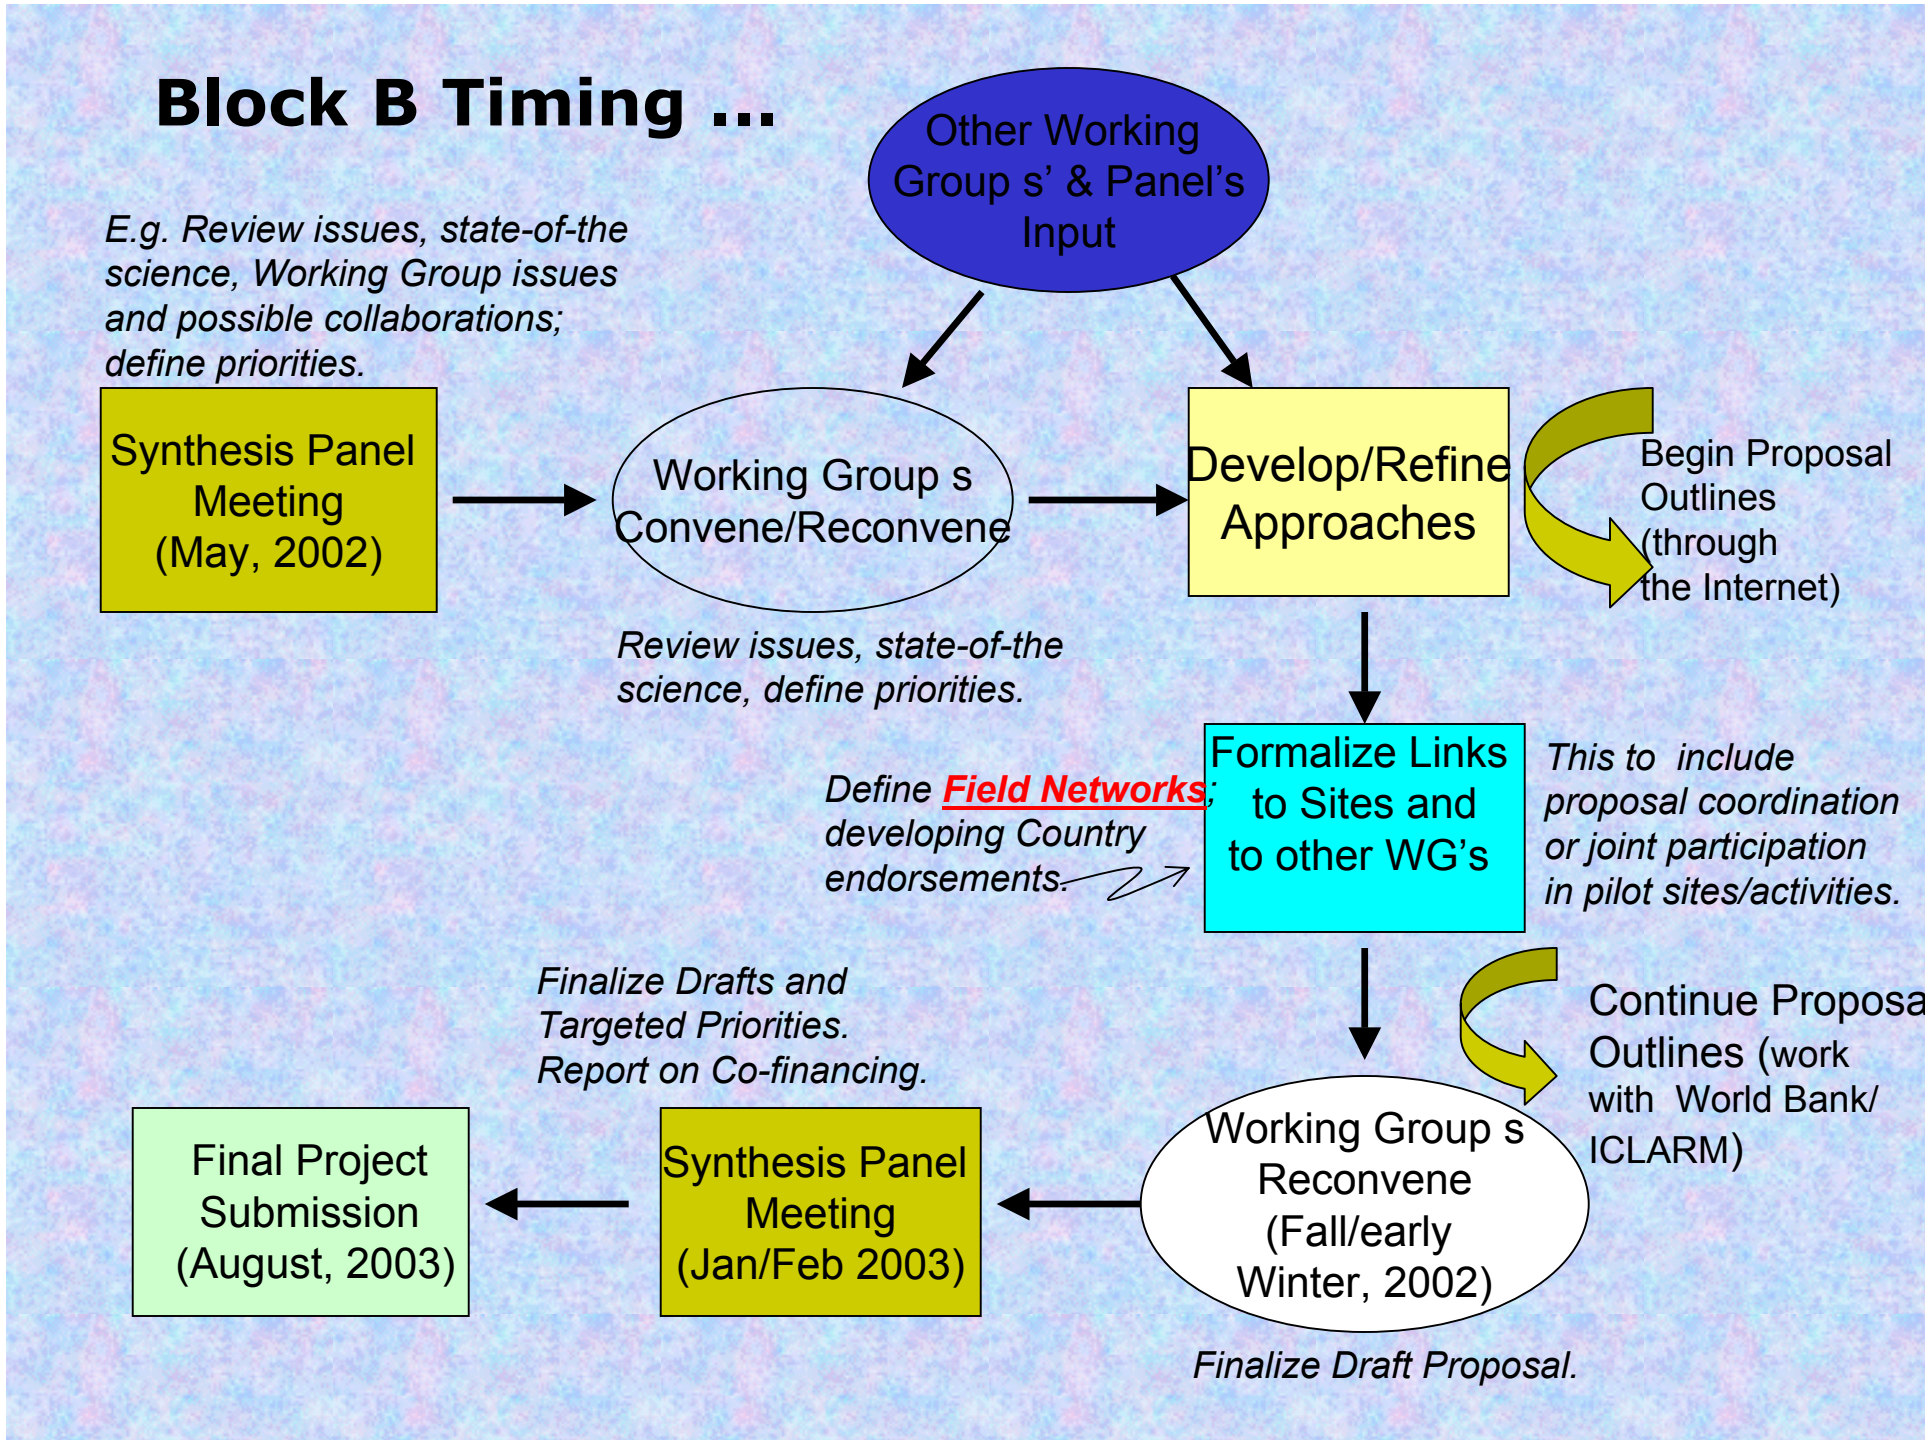 Block B Timing ...
Other Working
Group s' & Panel's
Input
E.g. Review issues, state-of-the
science, Working Group issues
and possible collaborations;
define priorities.
Synthesis Panel
Meeting
(May, 2002)
Working Group s
Convene/Reconvene
Develop/Refine
Approaches
Begin Proposal
Outlines
(through
the Internet)
Review issues, state-of-the
science, define priorities.
Define Field Networks;
developing Country
endorsements.
Formalize Links
to Sites and
to other WG's
This to  include
proposal coordination
or joint participation
in pilot sites/activities.
Finalize Drafts and
Targeted Priorities.
Report on Co-financing.
Continue Proposa
Outlines (work
with  World Bank/
ICLARM)
Final Project
Submission
(August, 2003)
Synthesis Panel
Meeting
(Jan/Feb 2003)
Working Group s
Reconvene
(Fall/early
Winter, 2002)
Finalize Draft Proposal.